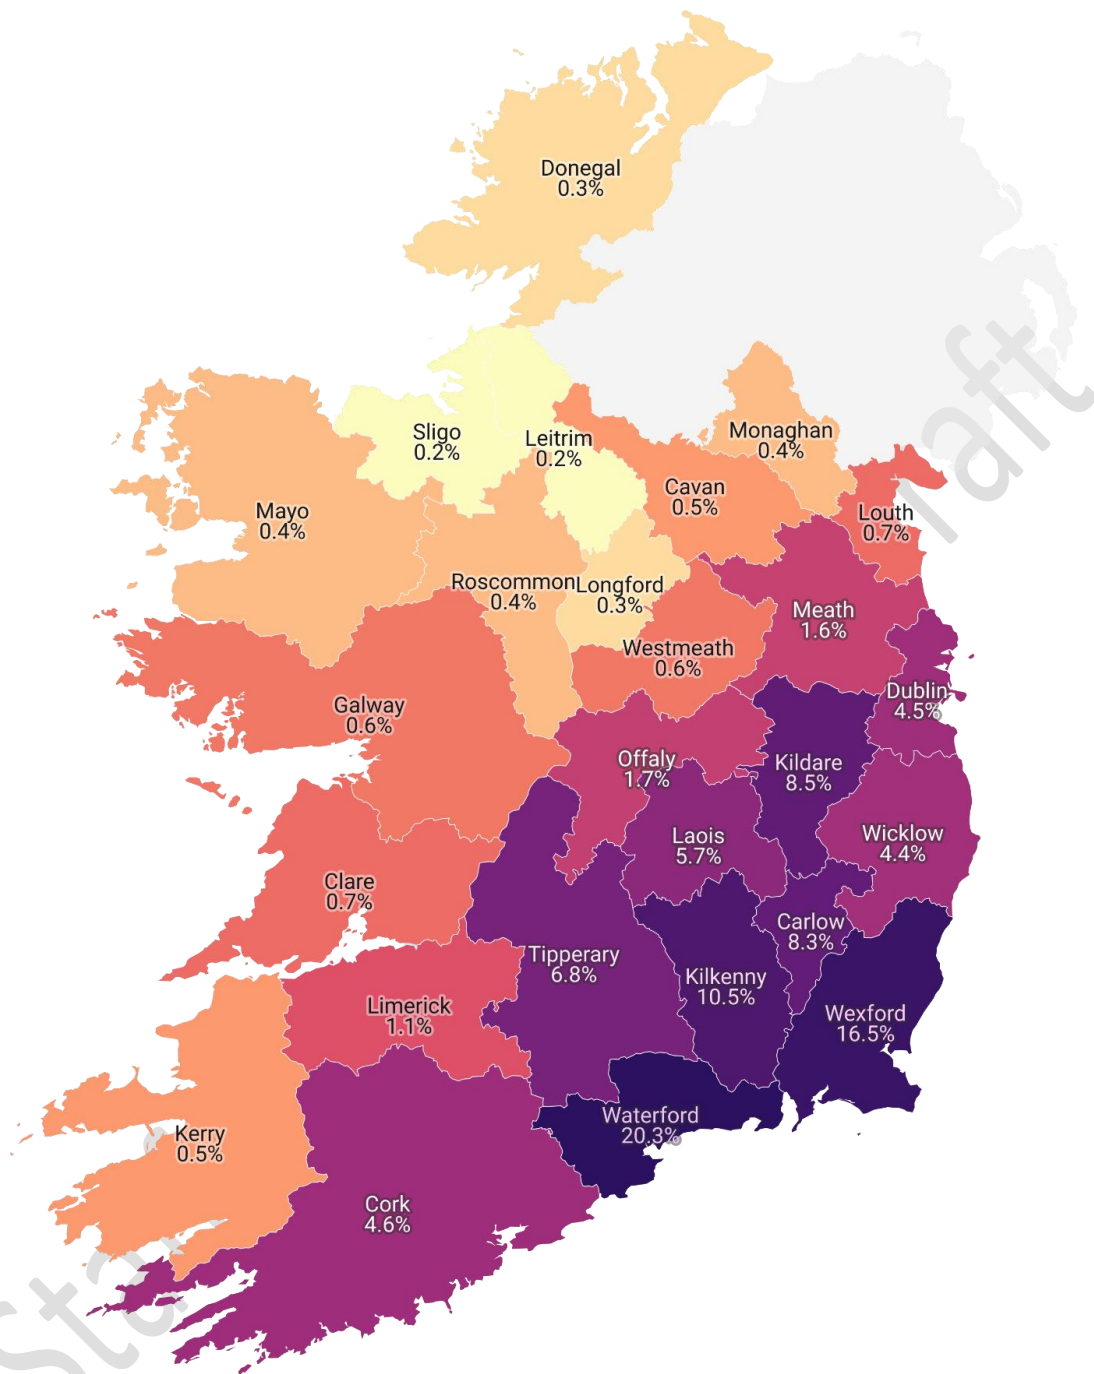 Donegal
0.3%
Sligo
0.2%
Leitrim
0.2%
Monaghan
0.4%
Cavan
0.5%
Louth
0.7%
Mayo
0.4%
Roscommon
0.4%
Longford
0.3%
Meath
1.6%
Westmeath
0.6%
Galway
0.6%
Dublin
4.5%
Offaly
1.7%
Kildare
8.5%
Laois
5.7%
Wicklow
4.4%
Clare
0.7%
Carlow
8.3%
Tipperary
6.8%
Kilkenny
10.5%
Limerick
1.1%
Wexford
16.5%
Waterford
20.3%
Kerry
0.5%
Cork
4.6%